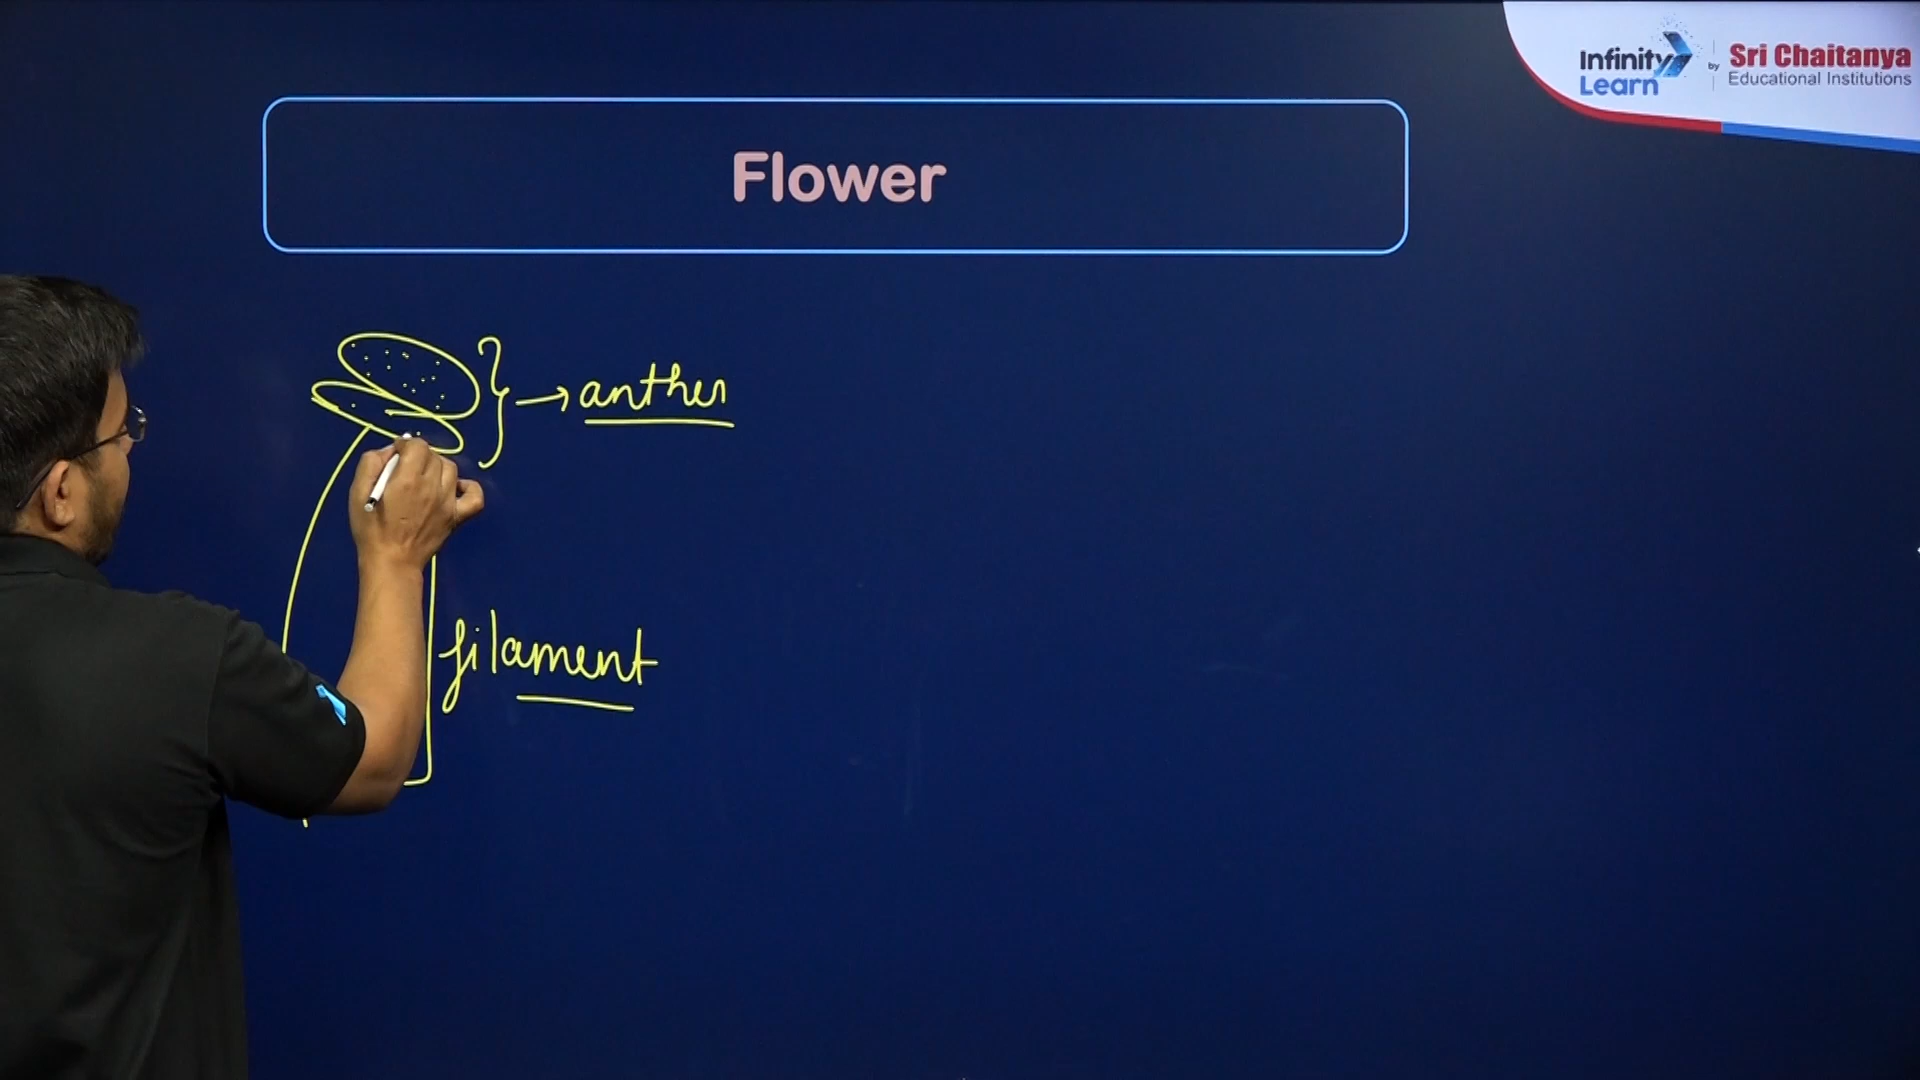 Infinity
Learn
by
Sri Chaitanya
Educational Institutions
Flower
anther
filament